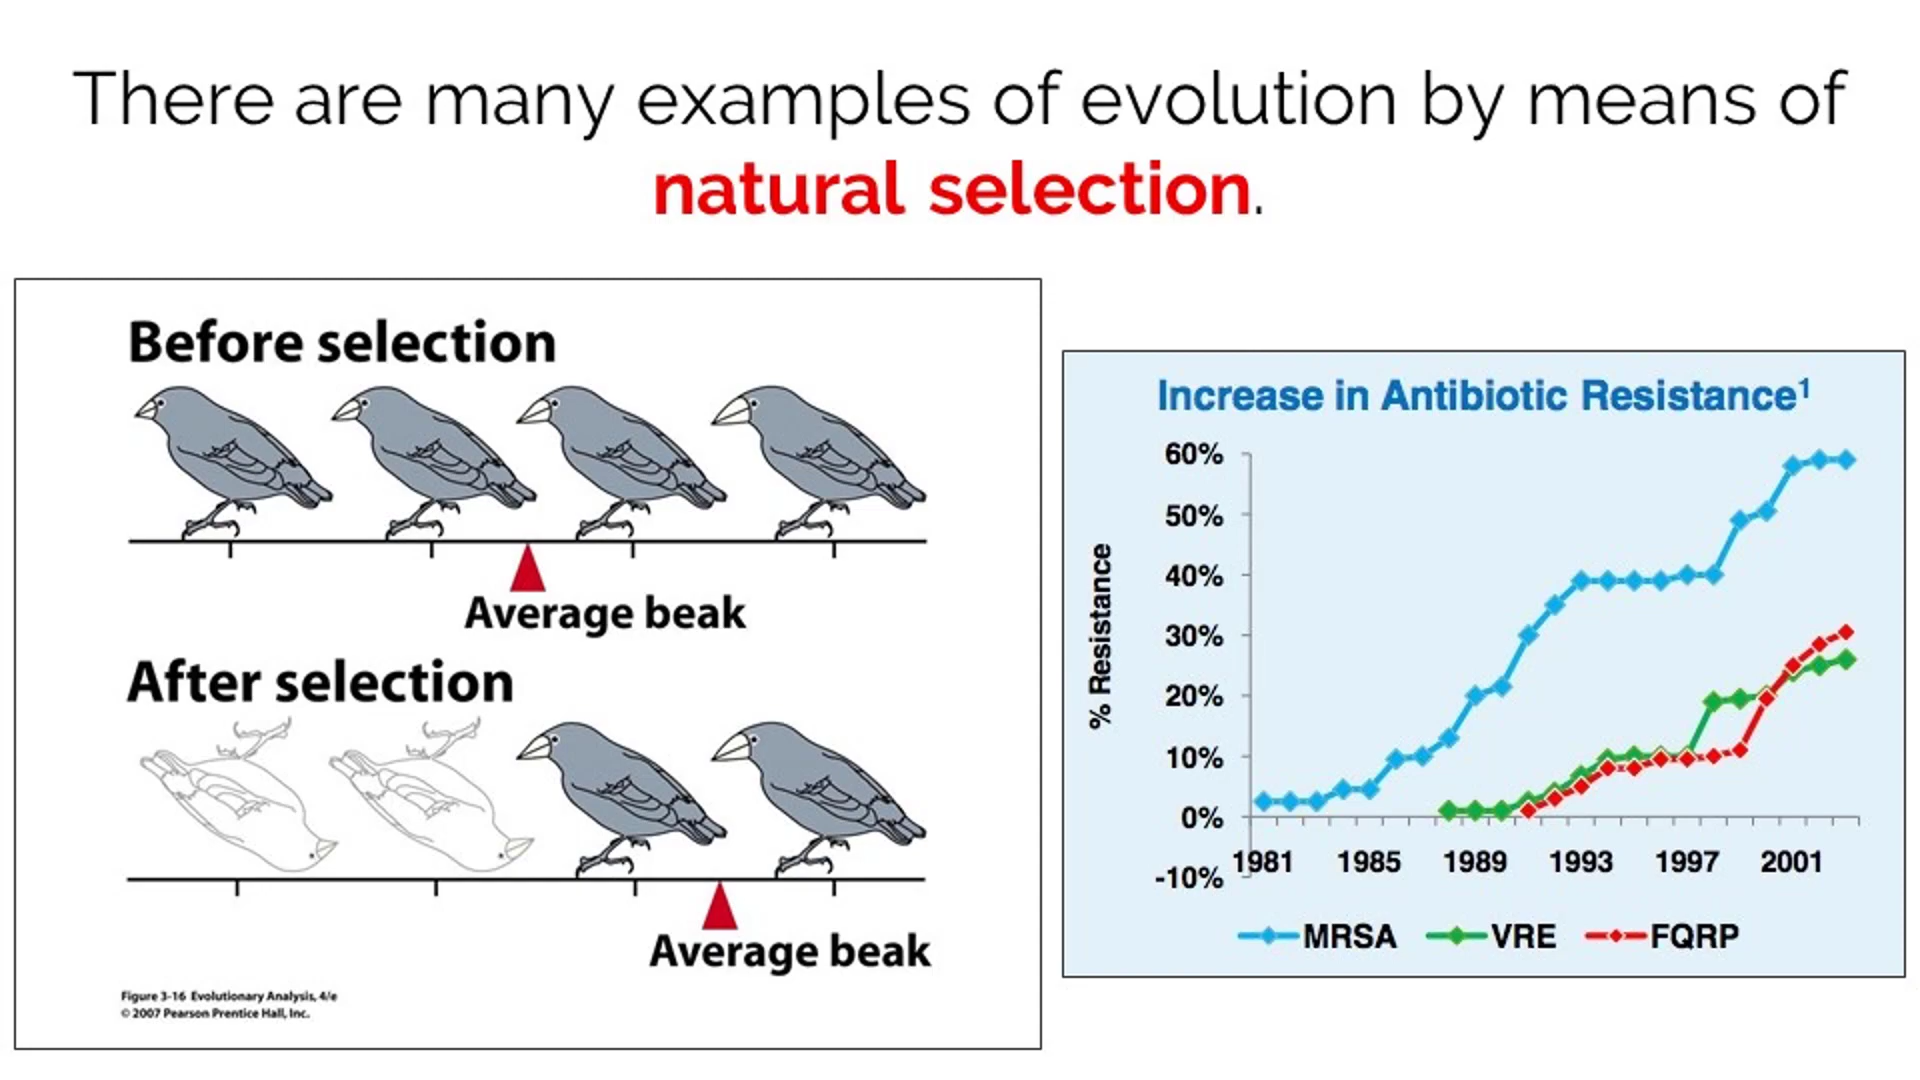 There are many examples of evolution by means of
natural selection.
Before selection
Average beak
After selection
Average beak
Figure 3-16 Evolutionary Analysis, 4/e
© 2007 Pearson Prentice Hall, Inc.
Increase in Antibiotic Resistance¹
% Resistance
60%
50%
40%
30%
20%
10%
0%
-10%
1981 1985 1989 1993 1997 2001
MRSA VRE FQRP